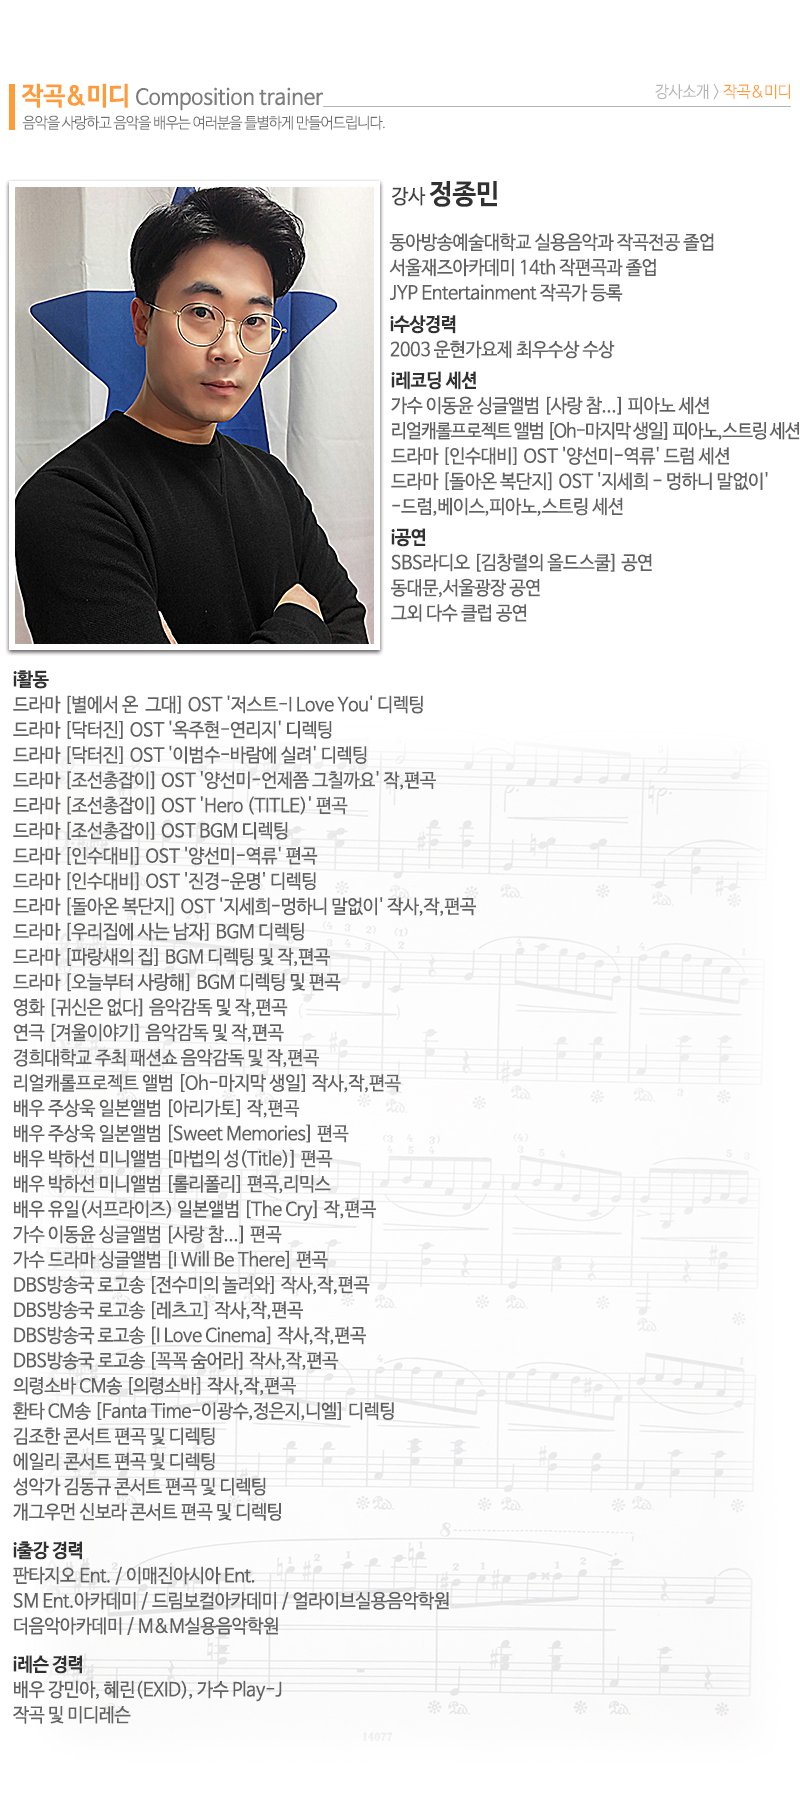 작곡&미디 Composition trainer
강사소개 > 작곡&미디
음악을 사랑하고 음악을 배우는 여러분을 특별하게 만들어드립니다.
강사 정종민
동아방송예술대학교 실용음악과 작곡전공 졸업
서울재즈아카데미 14th 작편곡과 졸업
JYP Entertainment 작곡가 등록
i수상경력
2003 운현가요제 최우수상 수상
i레코딩 세션
가수 이동윤 싱글앨범 [사랑 참...] 피아노 세션
리얼캐롤프로젝트 앨범 [Oh-마지막 생일] 피아노,스트링 세션
드라마 [인수대비] OST '양선미-역류' 드럼 세션
드라마 [돌아온 복단지] OST '지세희 - 멍하니 말없이'
-드럼,베이스,피아노,스트링 세션
i공연
SBS라디오 [김창렬의 올드스쿨] 공연
동대문,서울광장 공연
그외 다수 클럽 공연
i활동
드라마 [별에서 온 그대] OST '저스트-I Love You' 디렉팅
드라마 [닥터진] OST '옥주현-연리지' 디렉팅
드라마 [닥터진] OST '이범수-바람에 실려' 디렉팅
드라마 [조선총잡이] OST '양선미-언제쯤 그칠까요' 작,편곡
드라마 [조선총잡이] OST 'Hero (TITLE)' 편곡
드라마 [조선총잡이] OST BGM 디렉팅
드라마 [인수대비] OST '양선미-역류' 편곡
드라마 [인수대비] OST '진경-운명' 디렉팅
드라마 [돌아온 복단지] OST '지세희-멍하니 말없이' 작사,작,편곡
드라마 [우리집에 사는 남자] BGM 디렉팅
드라마 [파랑새의 집] BGM 디렉팅 및 작,편곡
드라마 [오늘부터 사랑해] BGM 디렉팅 및 편곡
영화 [귀신은 없다] 음악감독 및 작,편곡
연극 [겨울이야기] 음악감독 및 작,편곡
경희대학교 주최 패션쇼 음악감독 및 작,편곡
리얼캐롤프로젝트 앨범 [Oh-마지막 생일] 작사,작,편곡
배우 주상욱 일본앨범 [아리가토] 작,편곡
배우 주상욱 일본앨범 [Sweet Memories] 편곡
배우 박하선 미니앨범 [마법의 성(Title)] 편곡
배우 박하선 미니앨범 [롤리폴리] 편곡,리믹스
배우 유일(서프라이즈) 일본앨범 [The Cry] 작,편곡
가수 이동윤 싱글앨범 [사랑 참...] 편곡
가수 드라마 싱글앨범 [I Will Be There] 편곡
DBS방송국 로고송 [전수미의 놀러와] 작사,작,편곡
DBS방송국 로고송 [레츠고] 작사,작,편곡
DBS방송국 로고송 [I Love Cinema] 작사,작,편곡
DBS방송국 로고송 [꼭꼭 숨어라] 작사,작,편곡
의령소바 CM송 [의령소바] 작사,작,편곡
환타 CM송 [Fanta Time-이광수,정은지,니엘] 디렉팅
김조한 콘서트 편곡 및 디렉팅
에일리 콘서트 편곡 및 디렉팅
성악가 김동규 콘서트 편곡 및 디렉팅
개그우먼 신보라 콘서트 편곡 및 디렉팅
i출강 경력
판타지오 Ent. / 이매진아시아 Ent.
SM Ent.아카데미 / 드림보컬아카데미 / 얼라이브실용음악학원
더음악아카데미 / M&M실용음악학원
i레슨 경력
배우 강민아, 혜린(EXID), 가수 Play-J
작곡 및 미디레슨
14077